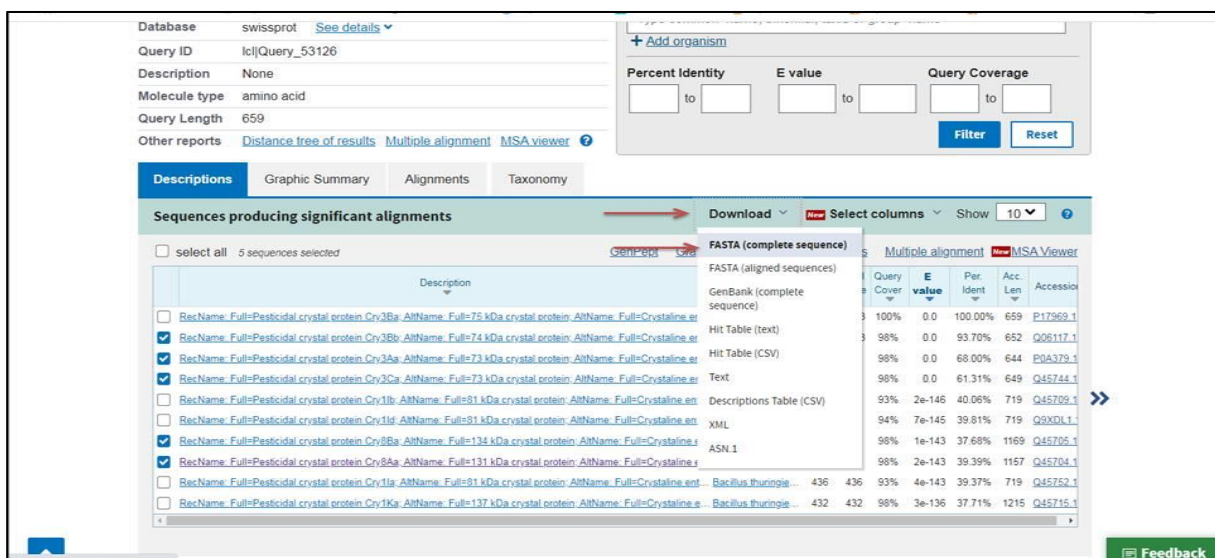 Database swissprot See details
Query ID lcl|Query_53126
Description None
Molecule type amino acid
Query Length 659
Other reports Distance tree of results Multiple alignment MSA viewer ?
+ Add organism
Percent Identity E value Query Coverage
to to to
Filter Reset
Descriptions Graphic Summary Alignments Taxonomy
Sequences producing significant alignments Download New Select columns Show 10 ?
select all 5 sequences selected GenPept Multiple alignment New MSA Viewer
FASTA (complete sequence)
FASTA (aligned sequences)
GenBank (complete
sequence)
Hit Table (text)
Hit Table (CSV)
Text
Descriptions Table (CSV)
XML
ASN.1
Description Query Cover E value Per. Ident Acc. Len Accession
RecName: Full=Pesticidal crystal protein Cry3Ba; AltName: Full=75 kDa crystal protein; AltName: Full=Crystaline en 100% 0.0 100.00% 659 P17969.1
RecName: Full=Pesticidal crystal protein Cry3Bb; AltName: Full=74 kDa crystal protein; AltName: Full=Crystaline en 98% 0.0 93.70% 652 Q06117.1
RecName: Full=Pesticidal crystal protein Cry3Aa; AltName: Full=73 kDa crystal protein; AltName: Full=Crystaline en 98% 0.0 68.00% 644 P0A379.1
RecName: Full=Pesticidal crystal protein Cry3Ca; AltName: Full=73 kDa crystal protein; AltName: Full=Crystaline en 98% 0.0 61.31% 649 Q45744.1
RecName: Full=Pesticidal crystal protein Cry1Ib; AltName: Full=81 kDa crystal protein; AltName: Full=Crystaline ent 93% 2e-146 40.06% 719 Q45709.1
RecName: Full=Pesticidal crystal protein Cry1Id; AltName: Full=81 kDa crystal protein; AltName: Full=Crystaline ent 94% 7e-145 39.81% 719 Q9XDL1.
RecName: Full=Pesticidal crystal protein Cry8Ba; AltName: Full=134 kDa crystal protein; AltName: Full=Crystaline e 98% 1e-143 37.68% 1169 Q45705.1
RecName: Full=Pesticidal crystal protein Cry8Aa; AltName: Full=131 kDa crystal protein; AltName: Full=Crystaline e 98% 2e-143 39.39% 1157 Q45704.1
RecName: Full=Pesticidal crystal protein Cry1Ia; AltName: Full=81 kDa crystal protein; AltName: Full=Crystaline ent... Bacillus thuringie... 436 436 93% 4e-143 39.37% 719 Q45752.1
RecName: Full=Pesticidal crystal protein Cry1Ka; AltName: Full=137 kDa crystal protein; AltName: Full=Crystaline e... Bacillus thuringie... 432 432 98% 3e-136 37.71% 1215 Q45715.1
Feedback